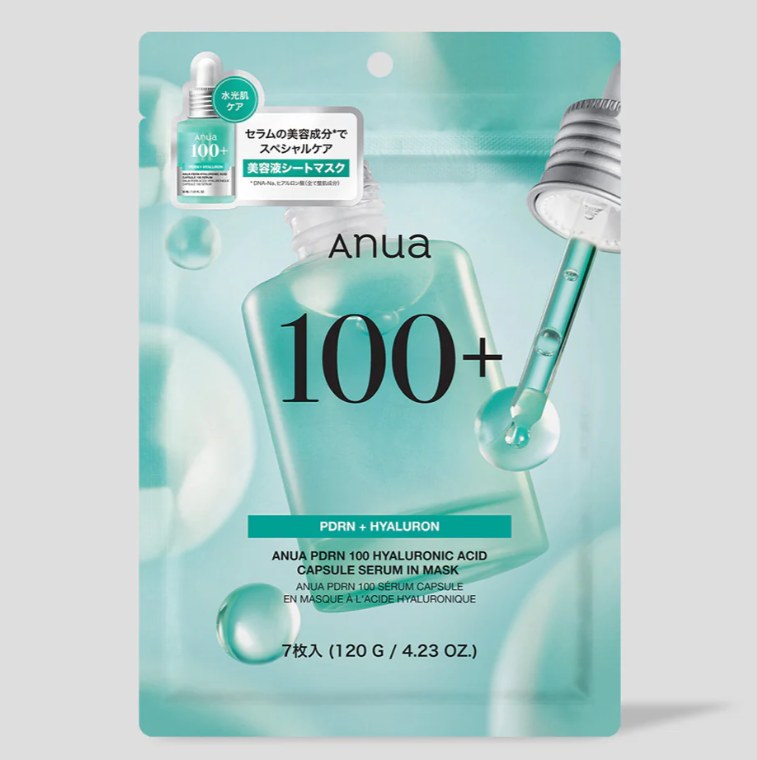 水光肌
ケア
Anua
100+
PDRN + HYALURON
セラムの美容成分*で
スペシャルケア
美容液シートマスク
Anua
100+
PDRN + HYALURON
ANUA PDRN 100 HYALURONIC ACID
CAPSULE SERUM IN MASK
ANUA PDRN 100 SÉRUM CAPSULE
EN MASQUE À L'ACIDE HYALURONIQUE
7枚入 (120 G / 4.23 OZ.)